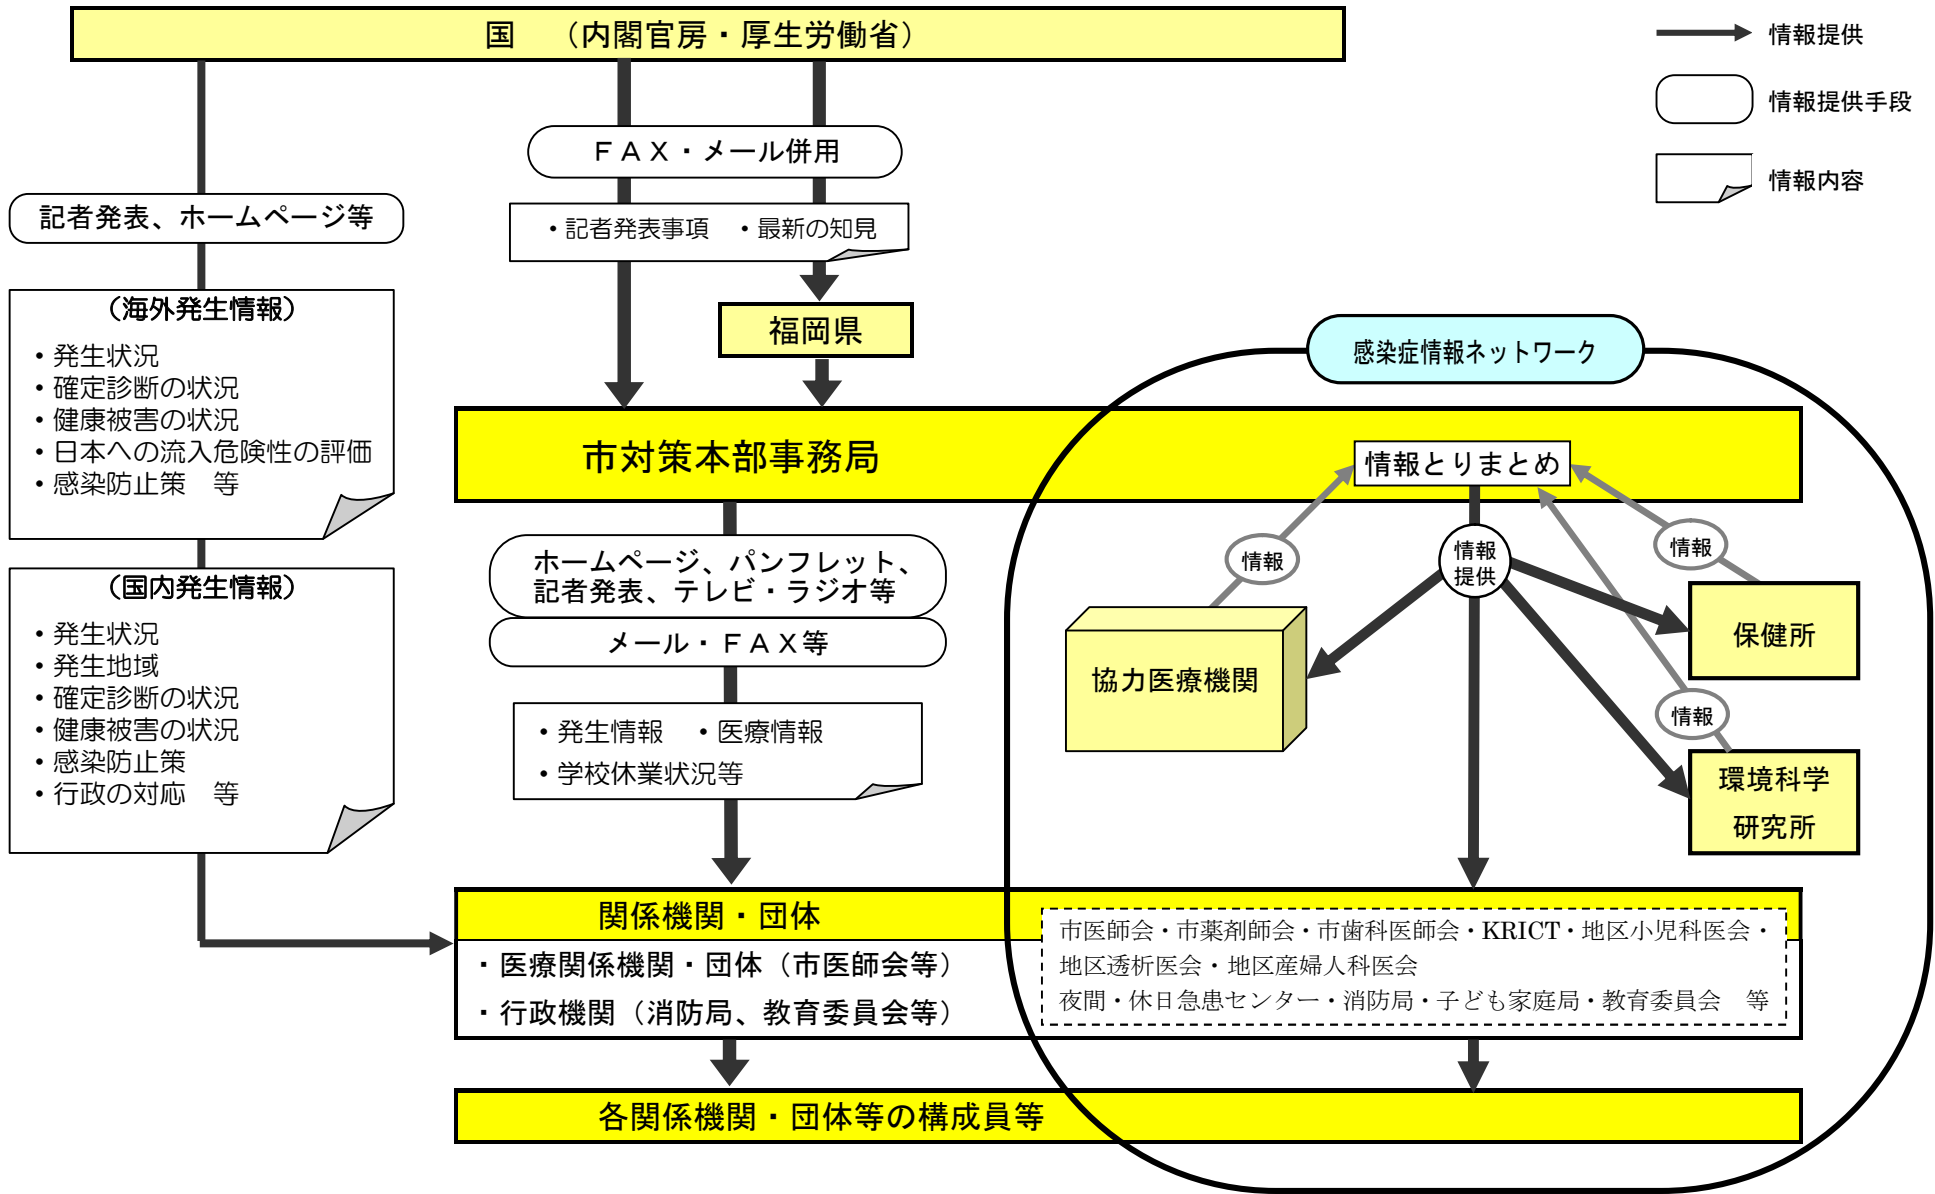 国　（内閣官房・厚生労働省）
情報提供
情報提供手段
情報内容
ＦＡＸ・メール併用
・記者発表事項　・最新の知見
記者発表、ホームページ等
（海外発生情報）
・発生状況
・確定診断の状況
・健康被害の状況
・日本への流入危険性の評価
・感染防止策　等
（国内発生情報）
・発生状況
・発生地域
・確定診断の状況
・健康被害の状況
・感染防止策
・行政の対応　等
福岡県
感染症情報ネットワーク
市対策本部事務局
情報とりまとめ
ホームページ、パンフレット、
記者発表、テレビ・ラジオ等
メール・ＦＡＸ等
・発生情報　・医療情報
・学校休業状況等
情報
情報
提供
情報
協力医療機関
保健所
情報
環境科学
研究所
関係機関・団体
・医療関係機関・団体（市医師会等）
・行政機関（消防局、教育委員会等）
市医師会・市薬剤師会・市歯科医師会・KRICT・地区小児科医会・
地区透析医会・地区産婦人科医会
夜間・休日急患センター・消防局・子ども家庭局・教育委員会　等
各関係機関・団体等の構成員等